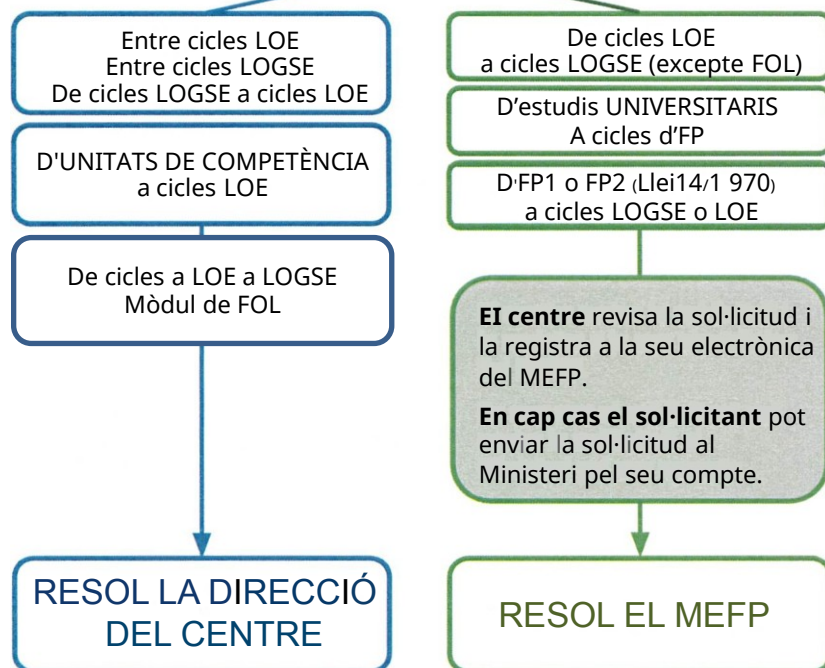 Entre cicles LOE
Entre cicles LOGSE
De cicles LOGSE a cicles LOE
D'UNITATS DE COMPETÈNCIA
a cicles LOE
De cicles a LOE a LOGSE
Mòdul de FOL
RESOL LA DIRECCIÓ
DEL CENTRE
De cicles LOE
a cicles LOGSE (excepte FOL)
D'estudis UNIVERSITARIS
A cicles d'FP
D'FP1 o FP2 (Llei14/1 970)
a cicles LOGSE o LOE
EI centre revisa la sol·licitud i
la registra a la seu electrònica
del MEFP.
En cap cas el sol·licitant pot
enviar la sol·licitud al
Ministeri pel seu compte.
RESOL EL MEFP